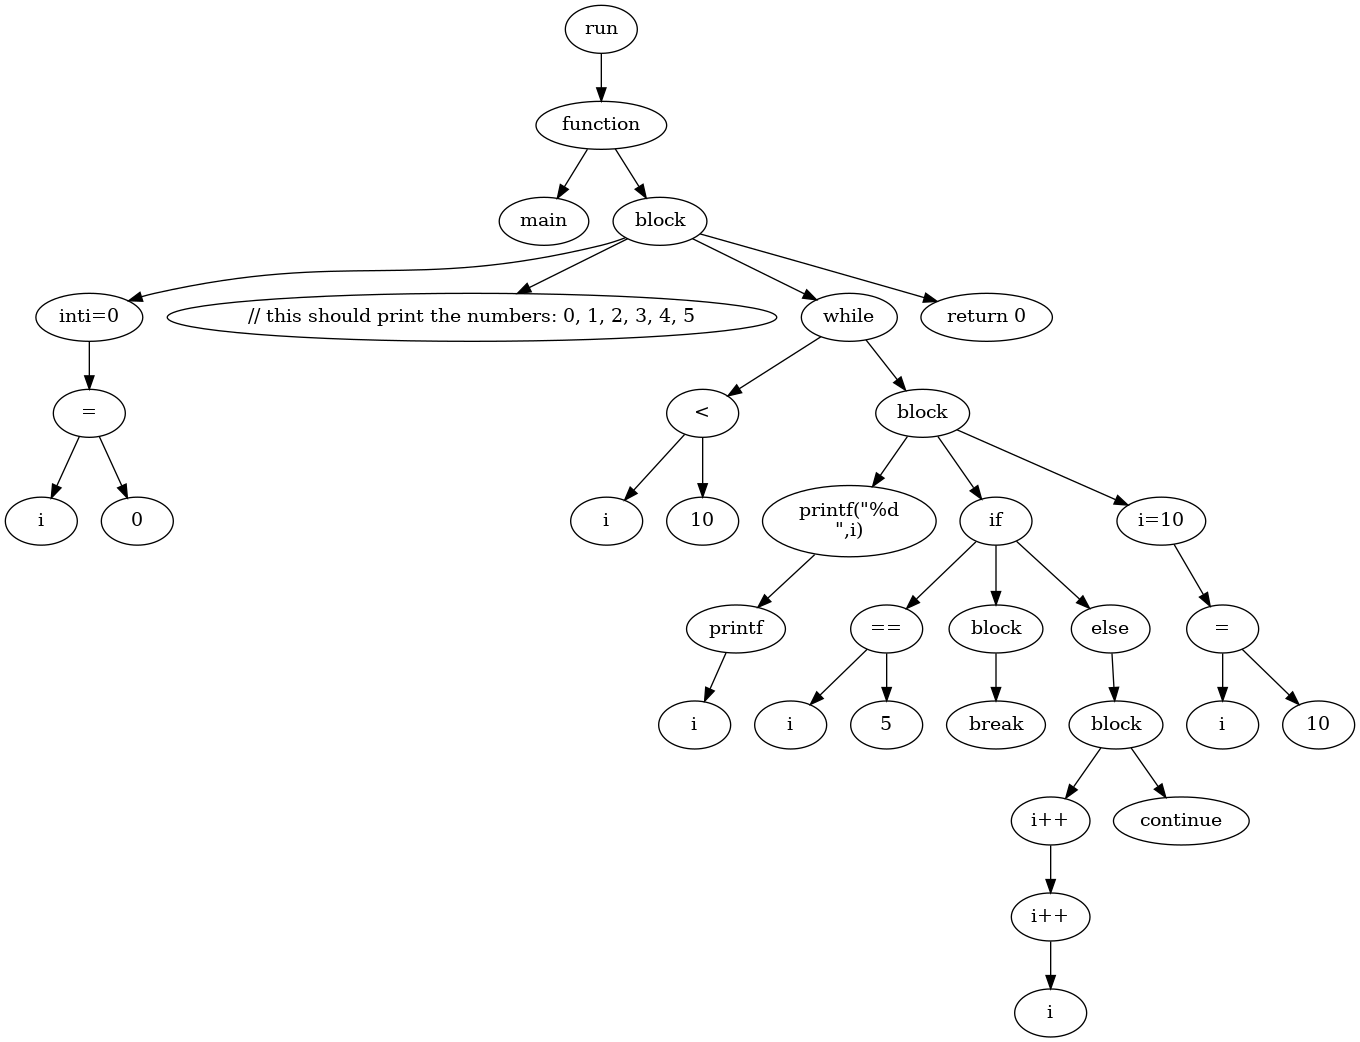 run
function
main
block
inti=0
// this should print the numbers: 0, 1, 2, 3, 4, 5
while
return 0
=
<
block
i
0
i
10
printf("%d
",i)
if
i=10
printf
==
block
else
=
i
i
5
break
block
i
10
i++
continue
i++
i